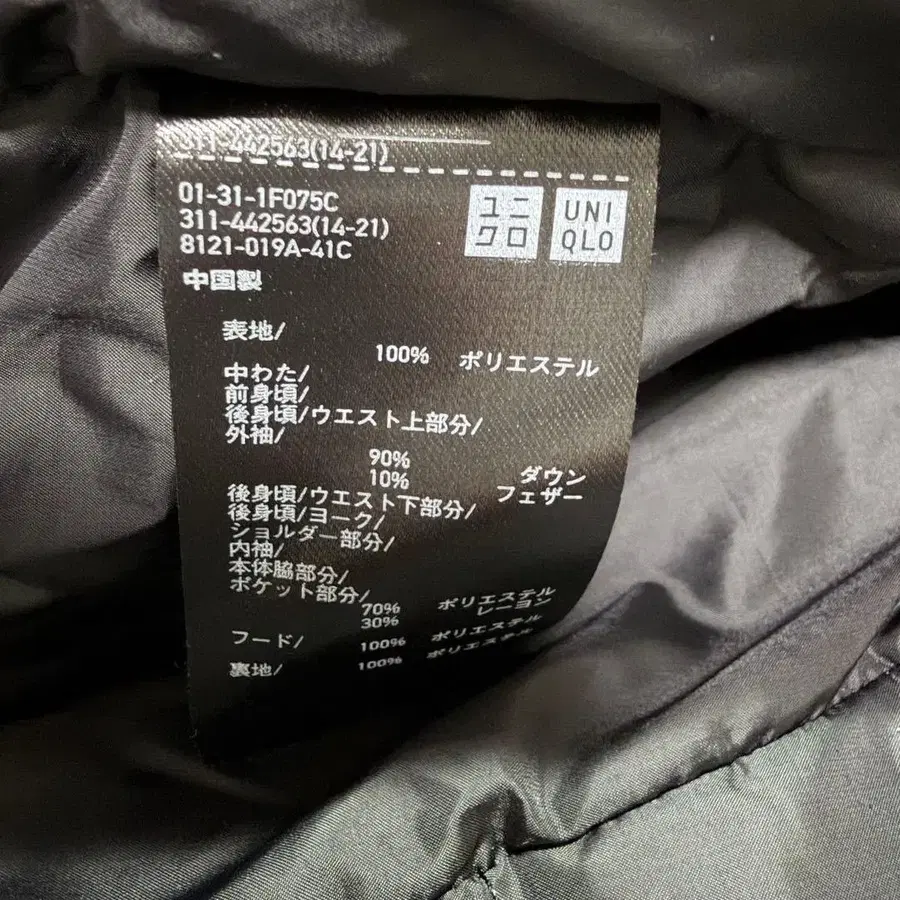 311-442563(14-21)
01-31-1F075C
311-442563(14-21)
8121-019A-41C
中国製
ユニ
クロ
UNI
QLO
表地/
100% ポリエステル
中わた/
前身頃/
後身頃/ウエスト上部分/
外袖/
90% ダウン
10% フェザー
後身頃/ウエスト下部分/
後身頃/ヨーク/
ショルダー部分/
内袖/
本体脇部分/
ポケット部分/
70% ポリエステル
30% レーヨン
フード/ 100% ポリエステル
裏地/ 100% ポリエステル